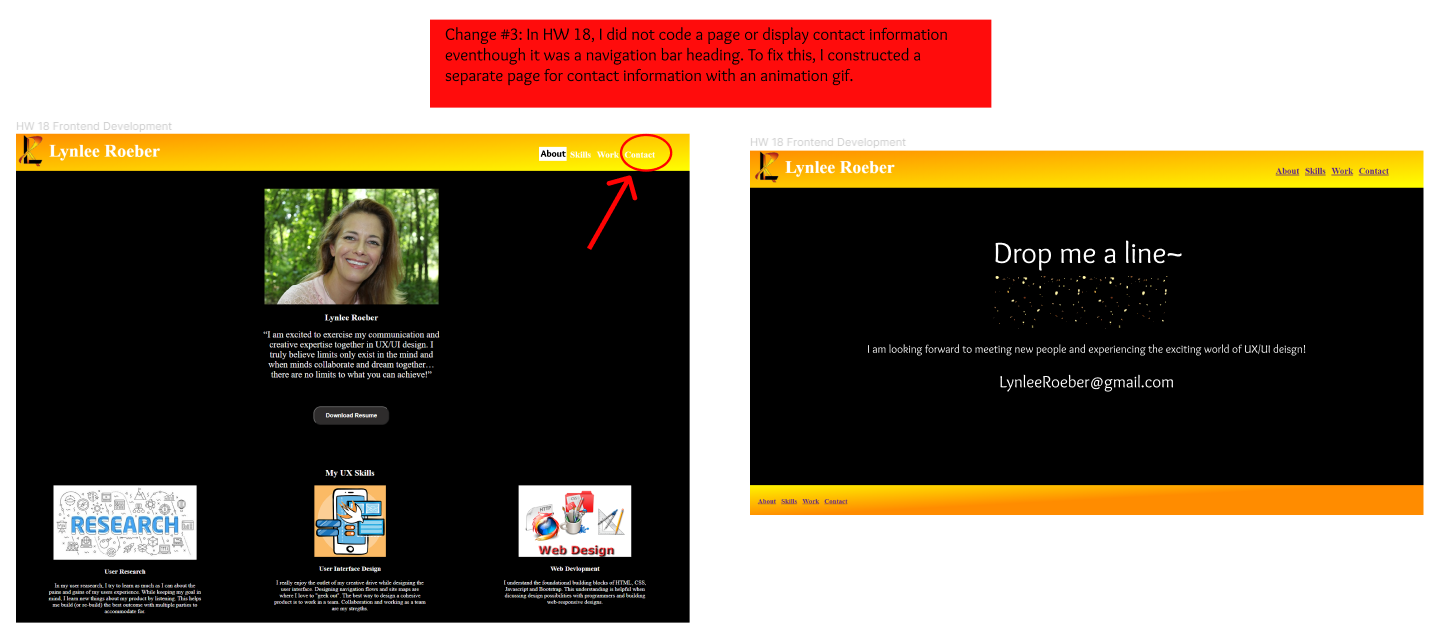 Change #3: In HW 18, I did not code a page or display contact information
eventhough it was a navigation bar heading. To fix this, I constructed a
separate page for contact information with an animation gif.
HW 18 Frontend Development
Lynlee Roeber
About Skills Work Contact
Lynlee Roeber
“I am excited to exercise my communication and
creative expertise together in UX/UI design. I
truly believe limits only exist in the mind and
when minds collaborate and dream together…
there are no limits to what you can achieve!”
Download Resume
My UX Skills
RESEARCH
HTTP
Web Design
User Research
In my user reasearch, I try to learn as much as I can about the
pains and gains of my users experience. While keeping my goal in
mind, I learn new things about my product by listening. This helps
me build (or re-build) the best outcome with multiple parties to
accommodate for.
User Interface Design
I really enjoy the outlet of my creative drive while designing the
user interface. Designing navigation flows and site maps are
where I love to "geek out". The best way to design a cohesive
product is to work in a team. Collaboration and working as a team
are my stregths.
Web Devlopment
I understand the foundational building blocks of HTML, CSS,
Javascript and Bootstrap. This understanding is helpful when
dicussing design possibilities with programmers and building
web-responsive designs.
HW 18 Frontend Development
Lynlee Roeber
About Skills Work Contact
Drop me a line~
I am looking forward to meeting new people and experiencing the exciting world of UX/UI deisgn!
LynleeRoeber@gmail.com
About Skills Work Contact